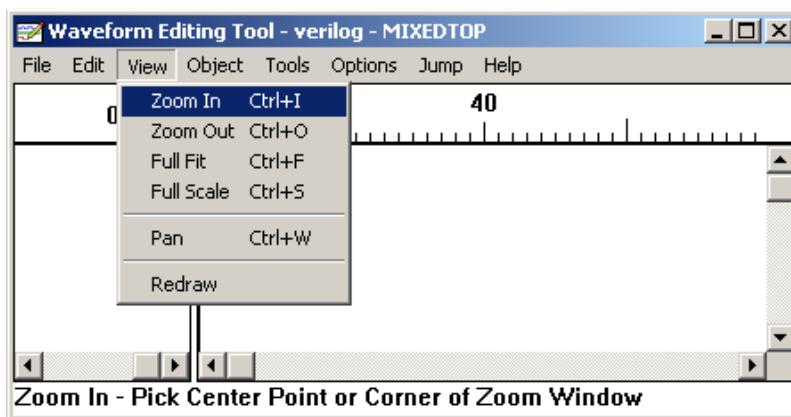 Waveform Editing Tool - verilog - MIXEDTOP
File Edit View Object Tools Options Jump Help
0 40
Zoom In Ctrl+I
Zoom Out Ctrl+O
Full Fit Ctrl+F
Full Scale Ctrl+S
Pan Ctrl+W
Redraw
Zoom In - Pick Center Point or Corner of Zoom Window